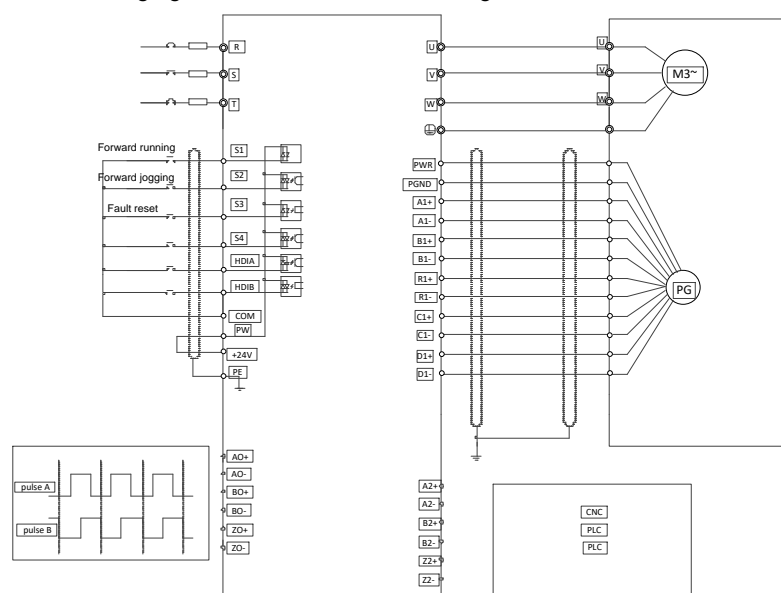 R
S
T
U
V
W
U
V
W
M3~
Forward running
S1
Forward jogging
S2
Fault reset
S3
S4
HDIA
HDIB
COM
PW
+24V
PE
PWR
PGND
A1+
A1-
B1+
B1-
R1+
R1-
C1+
C1-
D1+
D1-
PG
pulse A
pulse B
AO+
AO-
BO+
BO-
ZO+
ZO-
A2+
A2-
B2+
B2-
Z2+
Z2-
CNC
PLC
PLC